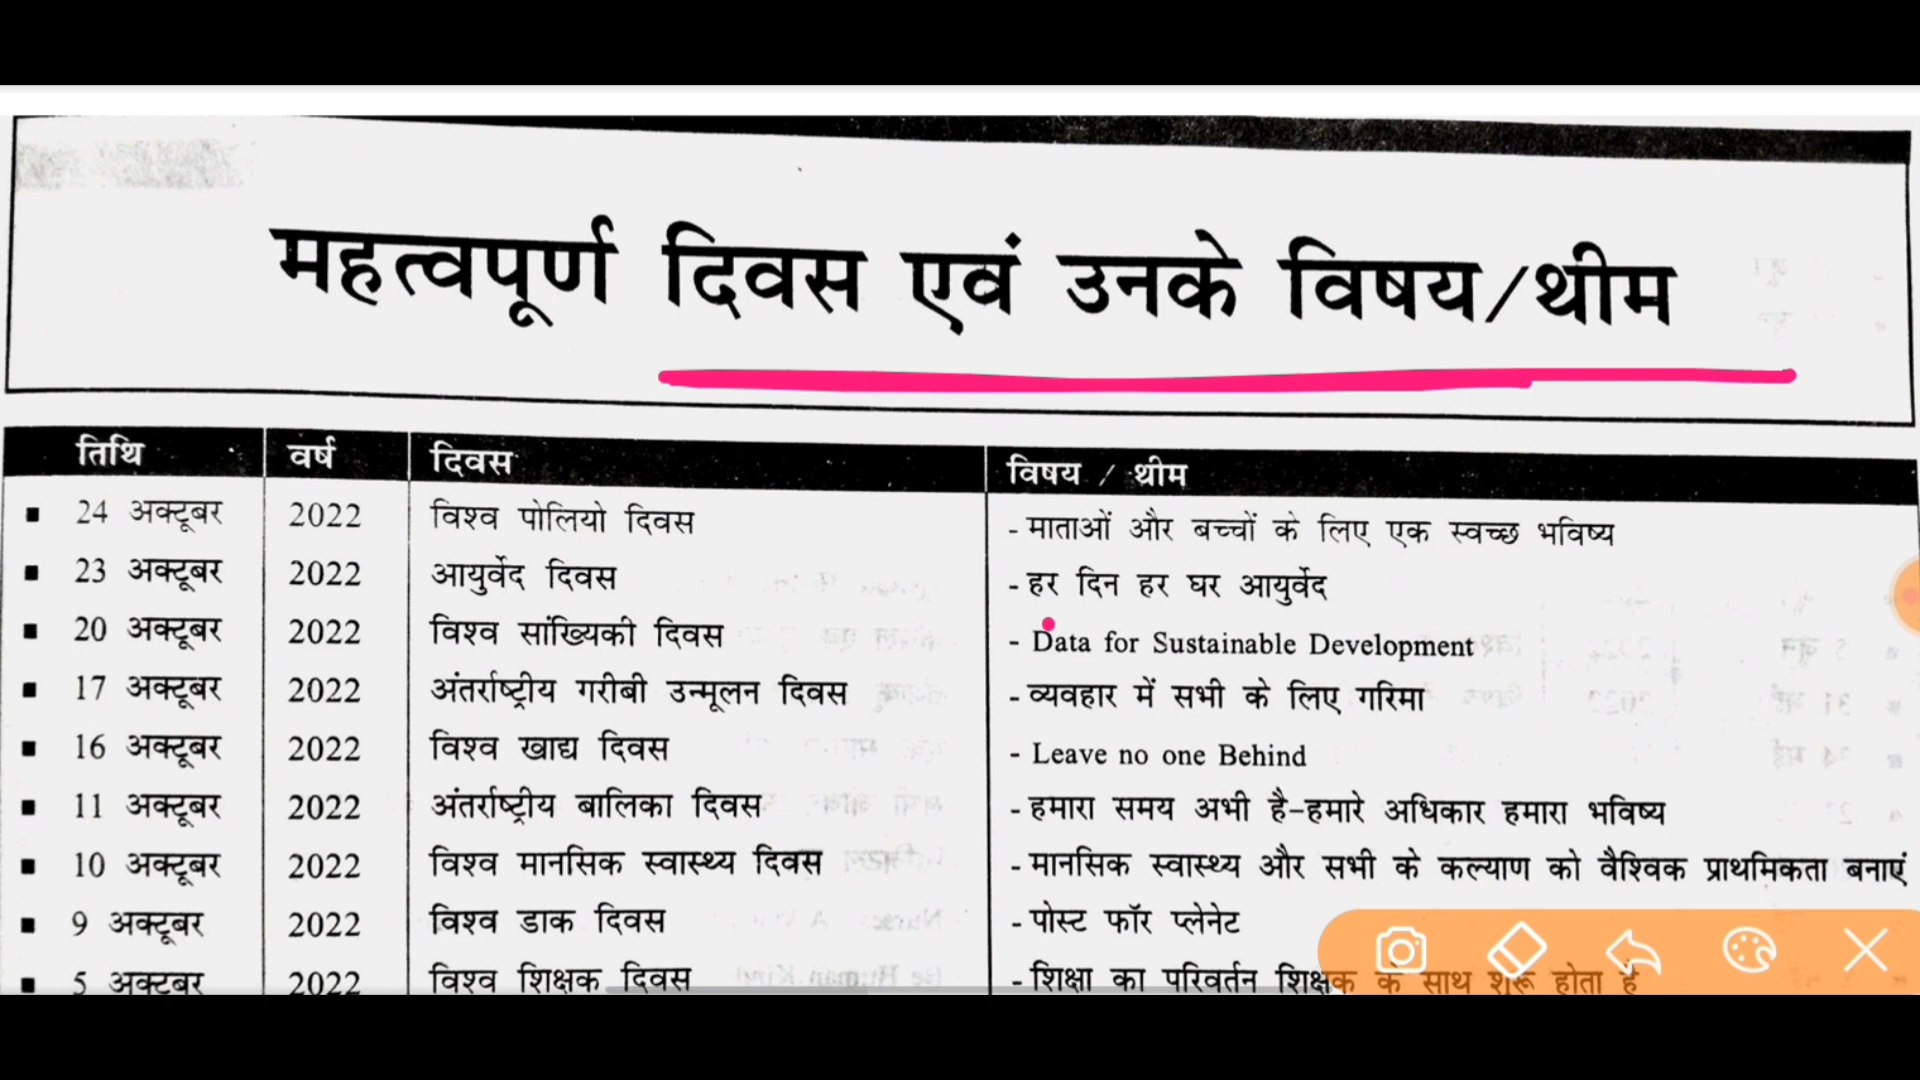 महत्वपूर्ण दिवस एवं उनके विषय/थीम
तिथि वर्ष दिवस विषय / थीम
▪ 24 अक्टूबर 2022 विश्व पोलियो दिवस - माताओं और बच्चों के लिए एक स्वच्छ भविष्य
▪ 23 अक्टूबर 2022 आयुर्वेद दिवस - हर दिन हर घर आयुर्वेद
▪ 20 अक्टूबर 2022 विश्व सांख्यिकी दिवस - Data for Sustainable Development
▪ 17 अक्टूबर 2022 अंतर्राष्ट्रीय गरीबी उन्मूलन दिवस - व्यवहार में सभी के लिए गरिमा
▪ 16 अक्टूबर 2022 विश्व खाद्य दिवस - Leave no one Behind
▪ 11 अक्टूबर 2022 अंतर्राष्ट्रीय बालिका दिवस - हमारा समय अभी है-हमारे अधिकार हमारा भविष्य
▪ 10 अक्टूबर 2022 विश्व मानसिक स्वास्थ्य दिवस - मानसिक स्वास्थ्य और सभी के कल्याण को वैश्विक प्राथमिकता बनाएं
▪ 9 अक्टूबर 2022 विश्व डाक दिवस - पोस्ट फॉर प्लेनेट
▪ 5 अक्टूबर 2022 विश्व शिक्षक दिवस - शिक्षा का परिवर्तन शिक्षक के साथ शुरू होता है